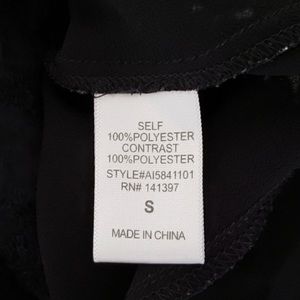 SELF
100%POLYESTER
CONTRAST
100%POLYESTER
STYLE#AI5841101
RN# 141397
S
MADE IN CHINA